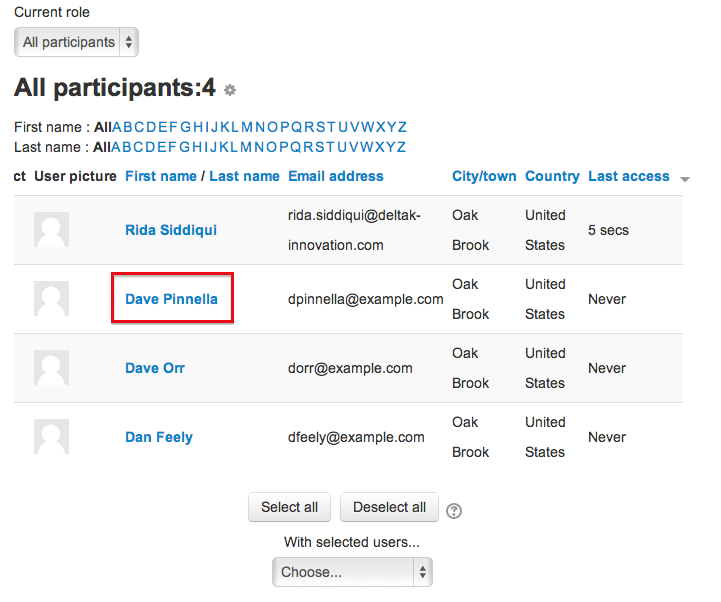 Current role
All participants
All participants:4
First name : AllABCDEFGHIJKLMNOPQRSTUVWXYZ
Last name : AllABCDEFGHIJKLMNOPQRSTUVWXYZ
ct User picture First name / Last name Email address City/town Country Last access
rida.siddiqui@deltak- Oak United
Rida Siddiqui 5 secs
innovation.com Brook States
Oak United
Dave Pinnella dpinnella@example.com Never
Brook States
Oak United
Dave Orr dorr@example.com Never
Brook States
Oak United
Dan Feely dfeely@example.com Never
Brook States
Select all Deselect all ?
With selected users...
Choose...